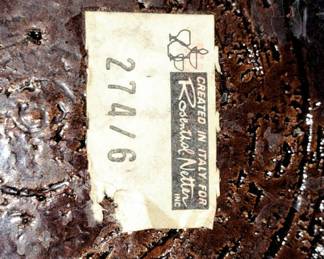 CREATED IN ITALY FOR
Rosenthal Netter
INC
274/6